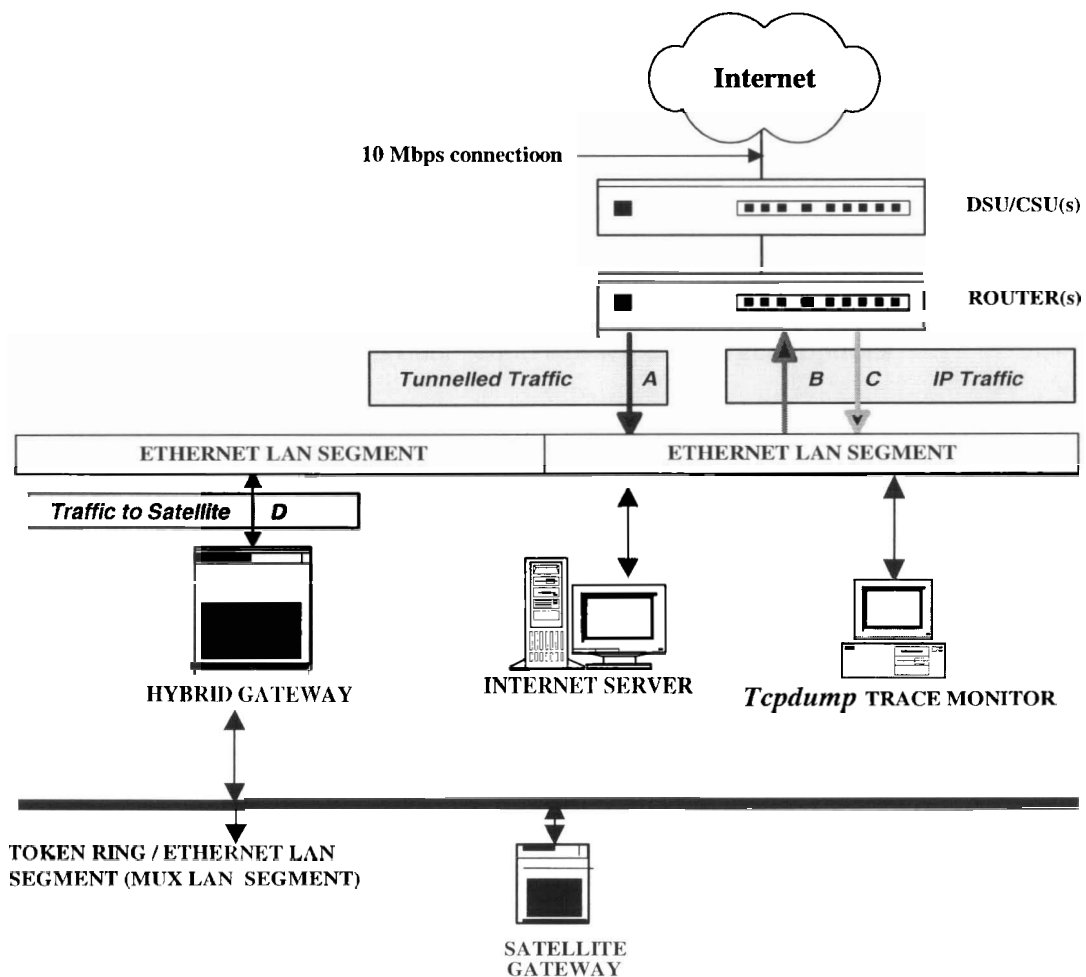 Internet
10 Mbps connectioon
DSU/CSU(s)
ROUTER(s)
Tunnelled Traffic A
B C IP Traffic
ETHERNET LAN SEGMENT
ETHERNET LAN SEGMENT
Traffic to Satellite D
HYBRID GATEWAY
INTERNET SERVER
Tcpdump TRACE MONITOR
TOKEN RING / ETHERNET LAN
SEGMENT (MUX LAN SEGMENT)
SATELLITE
GATEWAY